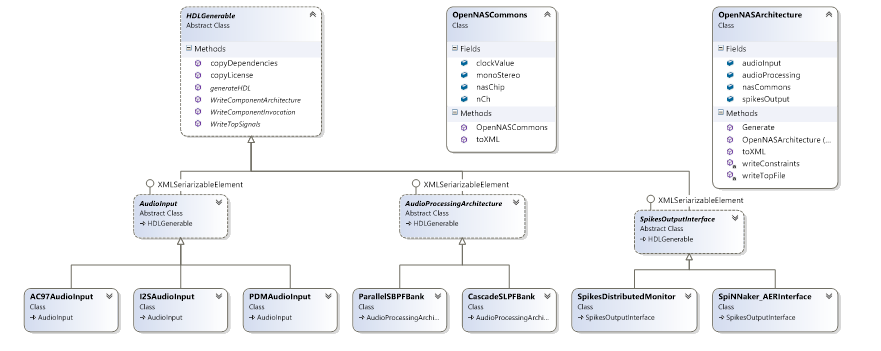 HDLGenerable
Abstract Class
Methods
copyDependencies
copyLicense
generateHDL
WriteComponentArchitecture
WriteComponentInvocation
WriteTopSignals
OpenNASCommons
Class
Fields
clockValue
monoStereo
nasChip
nCh
Methods
OpenNASCommons
toXML
OpenNASArchitecture
Class
Fields
audioInput
audioProcessing
nasCommons
spikesOutput
Methods
Generate
OpenNASArchitecture (...
toXML
writeConstraints
writeTopFile
XMLSeriarizableElement
AudioInput
Abstract Class
HDLGenerable
XMLSeriarizableElement
AudioProcessingArchitecture
Abstract Class
HDLGenerable
XMLSeriarizableElement
SpikesOutputInterface
Abstract Class
HDLGenerable
AC97AudioInput
Class
AudioInput
I2SAudioInput
Class
AudioInput
PDMAudioInput
Class
AudioInput
ParallelSBPFBank
Class
AudioProcessingArchi...
CascadeSLPFBank
Class
AudioProcessingArchi...
SpikesDistributedMonitor
Class
SpikesOutputInterface
SpiNNaker_AERInterface
Class
SpikesOutputInterface